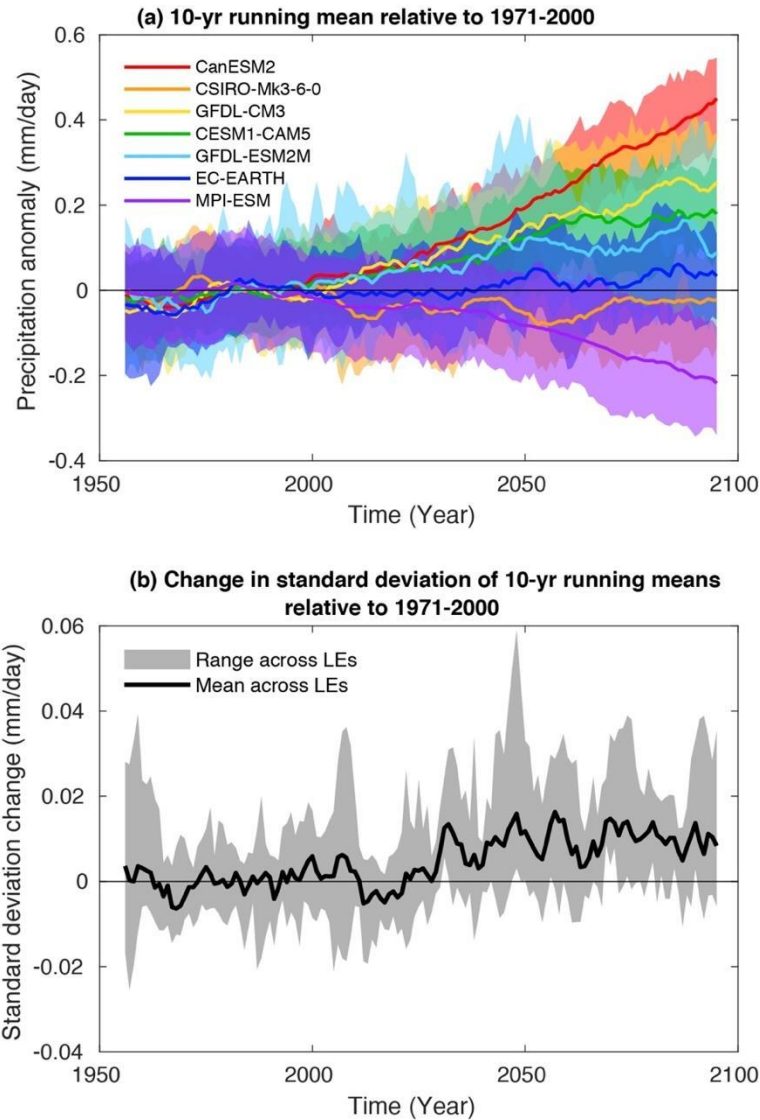 (a) 10-yr running mean relative to 1971-2000
Precipitation anomaly (mm/day)
0.6
0.4
0.2
0
-0.2
-0.4
CanESM2
CSIRO-Mk3-6-0
GFDL-CM3
CESM1-CAM5
GFDL-ESM2M
EC-EARTH
MPI-ESM
1950 2000 2050 2100
Time (Year)
(b) Change in standard deviation of 10-yr running means
relative to 1971-2000
Standard deviation change (mm/day)
0.06
0.04
0.02
0
-0.02
-0.04
Range across LEs
Mean across LEs
1950 2000 2050 2100
Time (Year)